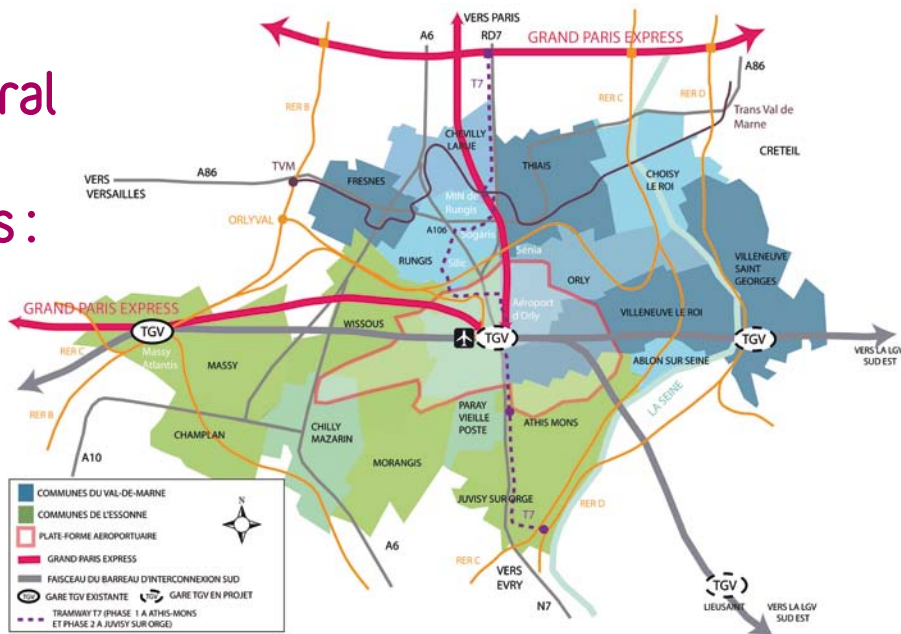 ral
s :
VERS PARIS
A6
RD7
GRAND PARIS EXPRESS
T7
A86
RER B
RER C
RER D
Trans Val de
Marne
CHEVILLY
LARUE
CRETEIL
THIAIS
TVM
A86
VERS
VERSAILLES
FRESNES
CHOISY
LE ROI
MIN de
Rungis
ORLYVAL
A106
Sogaris
Sénia
RUNGIS
Silic
ORLY
VILLENEUVE
SAINT
GEORGES
GRAND PARIS EXPRESS
WISSOUS
Aéroport
d'Orly
VILLENEUVE LE ROI
TGV
TGV
TGV
RER C
Massy
Atlantis
ABLON SUR SEINE
VERS LA LGV
SUD EST
MASSY
RER B
LA SEINE
PARAY
VIEILLE
POSTE
ATHIS MONS
CHILLY
MAZARIN
CHAMPLAN
A10
MORANGIS
JUVISY SUR ORGE
RER D
T7
COMMUNES DU VAL-DE-MARNE
COMMUNES DE L'ESSONNE
N
PLATE-FORME AEROPORTUAIRE
GRAND PARIS EXPRESS
A6
RER C
VERS
EVRY
FAISCEAU DU BARREAU D'INTERCONNEXION SUD
TGV GARE TGV EXISTANTE TGV GARE TGV EN PROJET
N7
TGV
LIEUSAINT
VERS LA LGV
SUD EST
TRAMWAY T7 (PHASE 1 A ATHIS-MONS
ET PHASE 2 A JUVISY SUR ORGE)